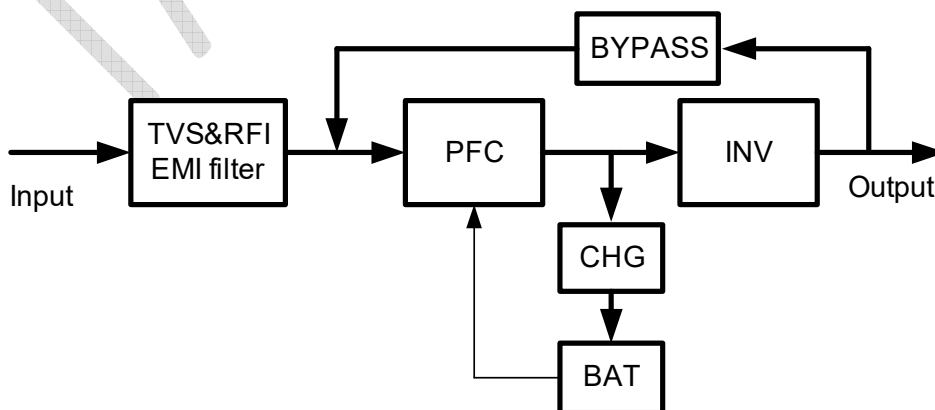 BYPASS
TVS&RFI
EMI filter
PFC
INV
Input
Output
CHG
BAT